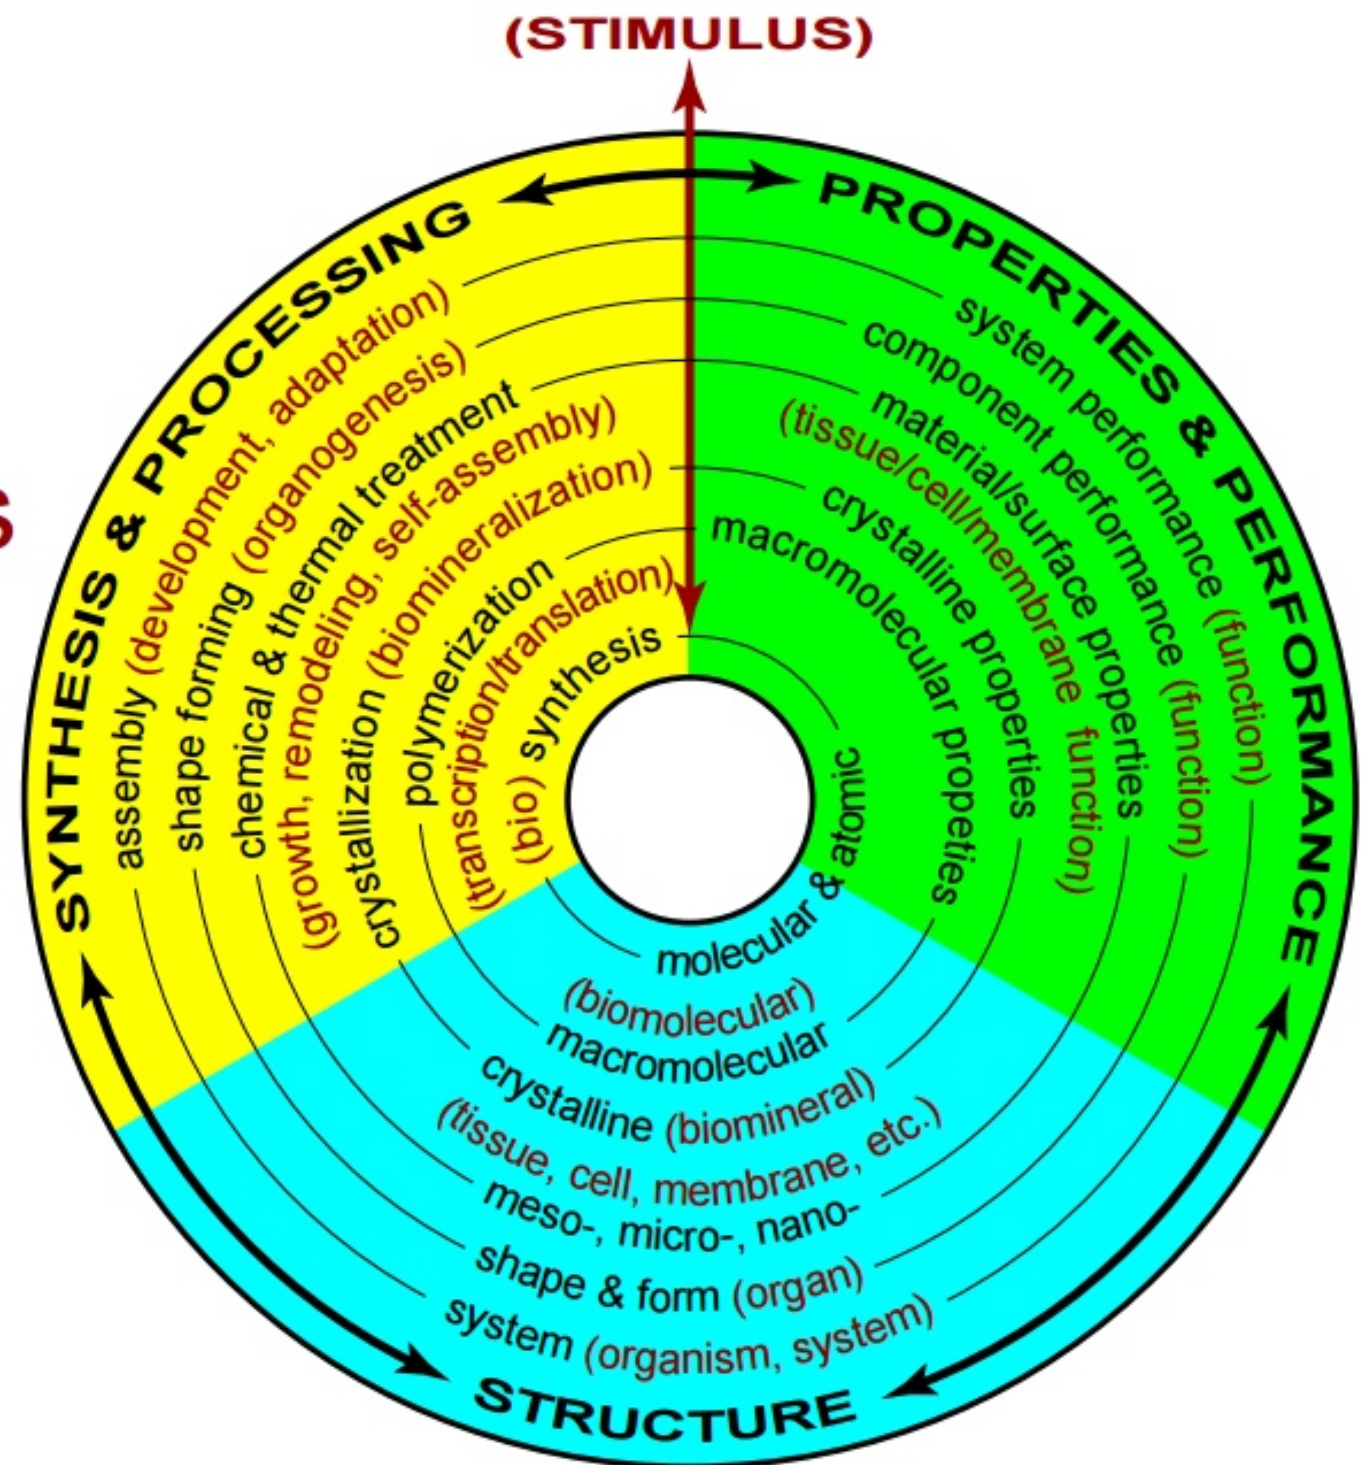 (STIMULUS)
SYNTHESIS & PROCESSING
assembly (development, adaptation)
shape forming (organogenesis)
chemical & thermal treatment
(growth, remodeling, self-assembly)
crystallization (biomineralization)
polymerization
(transcription/translation)
(bio) synthesis
PROPERTIES & PERFORMANCE
system performance (function)
component performance (function)
material/surface properties
(tissue/cell/membrane function)
crystalline properties
macromolecular propeties
molecular & atomic
(biomolecular)
macromolecular
crystalline (biomineral)
(tissue, cell, membrane, etc.)
meso-, micro-, nano-
shape & form (organ)
system (organism, system)
STRUCTURE